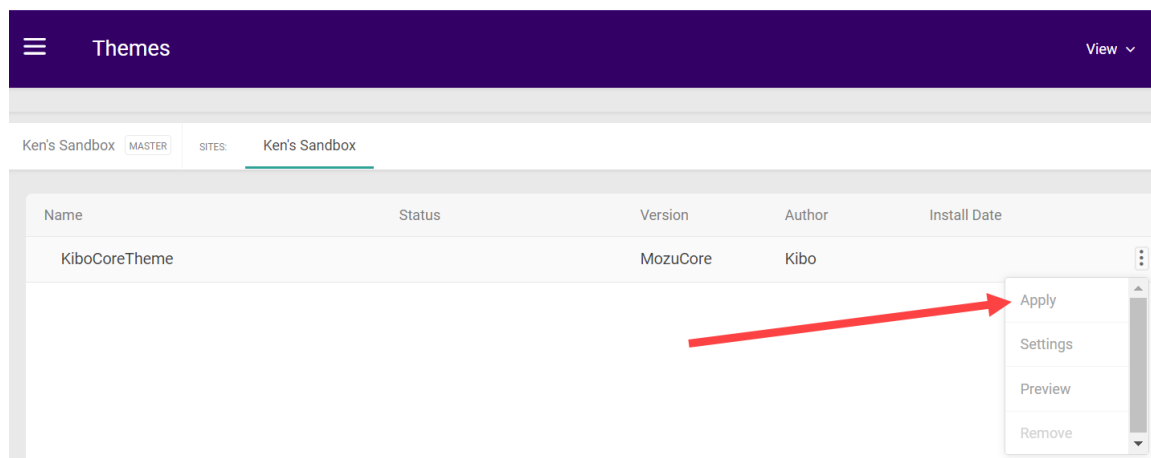 Themes
View
Ken's Sandbox MASTER SITES: Ken's Sandbox
Name Status Version Author Install Date
KiboCoreTheme MozuCore Kibo
Apply
Settings
Preview
Remove